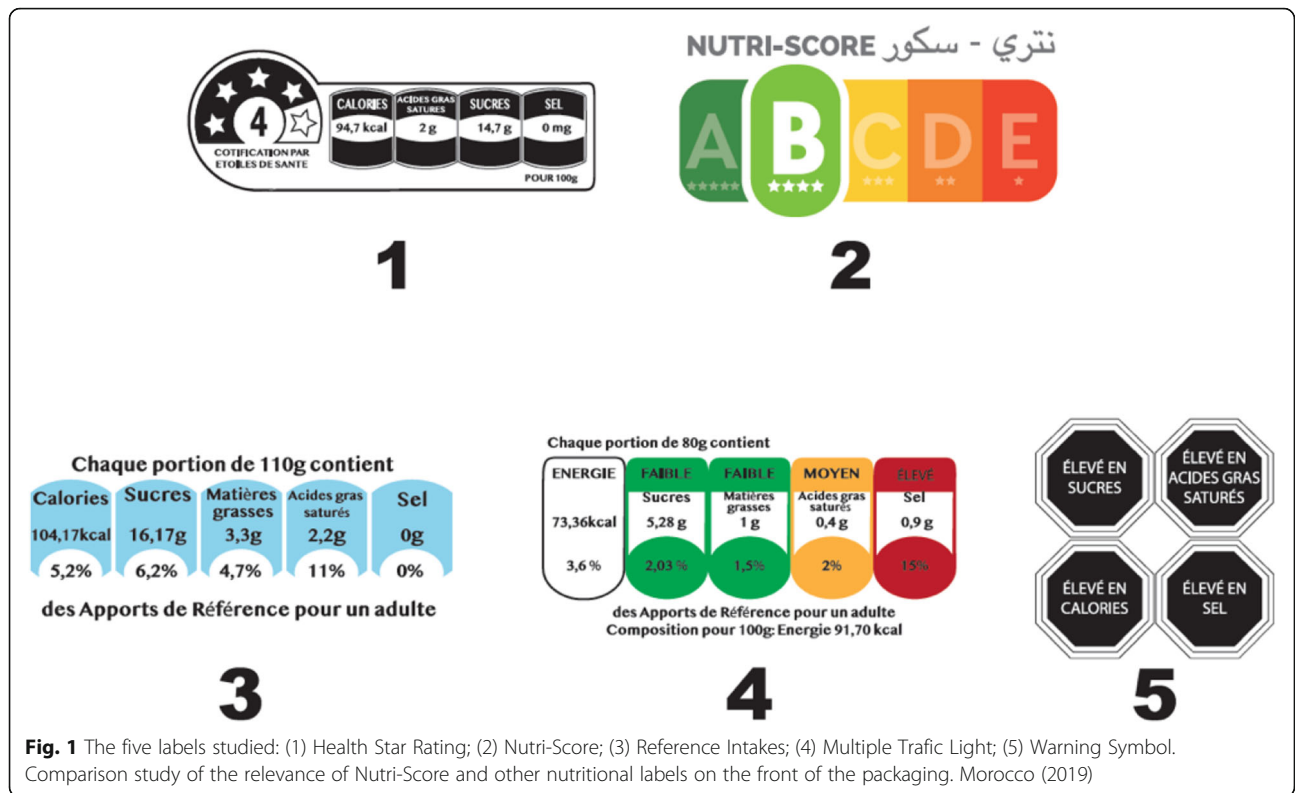 4
COTIFICATION PAR
ETOILES DE SANTE
CALORIES
94,7 kcal
ACIDES GRAS
SATURÉS
2 g
SUCRES
14,7 g
SEL
0 mg
POUR 100g
1
NUTRI-SCORE نتري - سكور
A B C D E
2
Chaque portion de 110g contient
Calories
104,17kcal
5,2%
Sucres
16,17g
6,2%
Matières
grasses
3,3g
4,7%
Acides gras
saturés
2,2g
11%
Sel
0g
0%
des Apports de Référence pour un adulte
3
Chaque portion de 80g contient
ENERGIE
73,36kcal
3,6 %
FAIBLE
Sucres
5,28 g
2,03 %
FAIBLE
Matières
grasses
1 g
1,5%
MOYEN
Acides gras
saturés
0,4 g
2%
ÉLEVÉ
Sel
0,9 g
15%
des Apports de Référence pour un adulte
Composition pour 100g: Energie 91,70 kcal
4
ÉLEVÉ EN
SUCRES
ÉLEVÉ EN
ACIDES GRAS
SATURÉS
ÉLEVÉ EN
CALORIES
ÉLEVÉ EN
SEL
5
Fig. 1 The five labels studied: (1) Health Star Rating; (2) Nutri-Score; (3) Reference Intakes; (4) Multiple Trafic Light; (5) Warning Symbol.
Comparison study of the relevance of Nutri-Score and other nutritional labels on the front of the packaging. Morocco (2019)